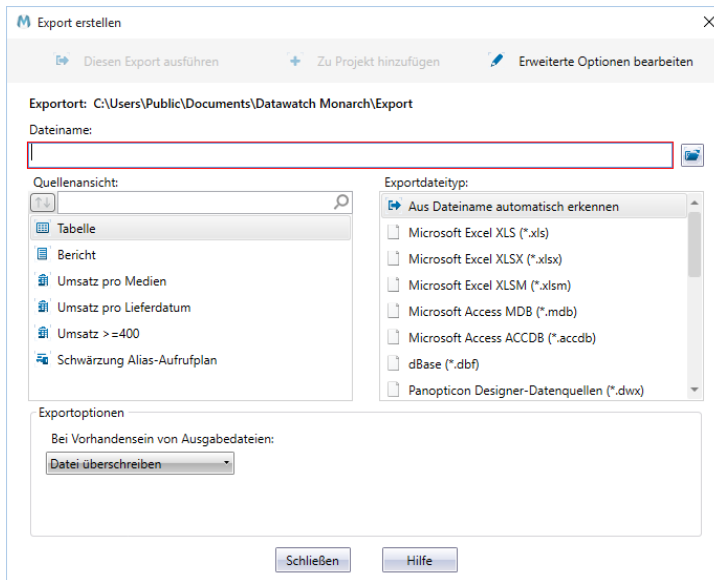 Export erstellen
Diesen Export ausführen
Zu Projekt hinzufügen
Erweiterte Optionen bearbeiten
Exportort: C:\Users\Public\Documents\Datawatch Monarch\Export
Dateiname:
Quellenansicht:
Tabelle
Bericht
Umsatz pro Medien
Umsatz pro Lieferdatum
Umsatz >=400
Schwärzung Alias-Aufrufplan
Exportdateityp:
Aus Dateiname automatisch erkennen
Microsoft Excel XLS (*.xls)
Microsoft Excel XLSX (*.xlsx)
Microsoft Excel XLSM (*.xlsm)
Microsoft Access MDB (*.mdb)
Microsoft Access ACCDB (*.accdb)
dBase (*.dbf)
Panopticon Designer-Datenquellen (*.dwx)
Exportoptionen
Bei Vorhandensein von Ausgabedateien:
Datei überschreiben
Schließen
Hilfe